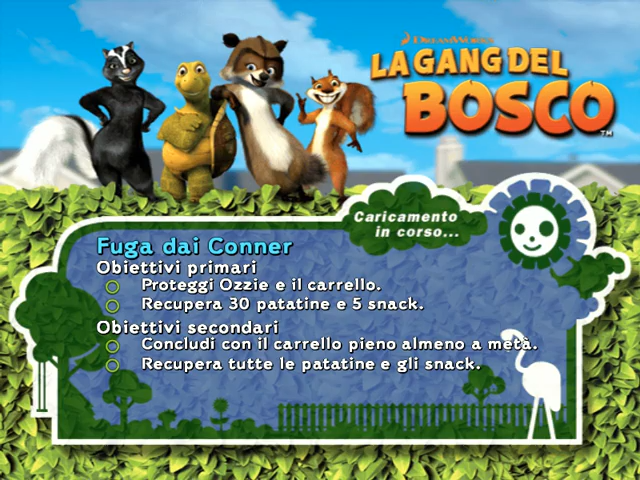 DREAMWORKS
LA GANG DEL
BOSCO
TM
Caricamento
in corso...
Fuga dai Conner
Obiettivi primari
Proteggi Ozzie e il carrello.
Recupera 30 patatine e 5 snack.
Obiettivi secondari
Concludi con il carrello pieno almeno a metà.
Recupera tutte le patatine e gli snack.